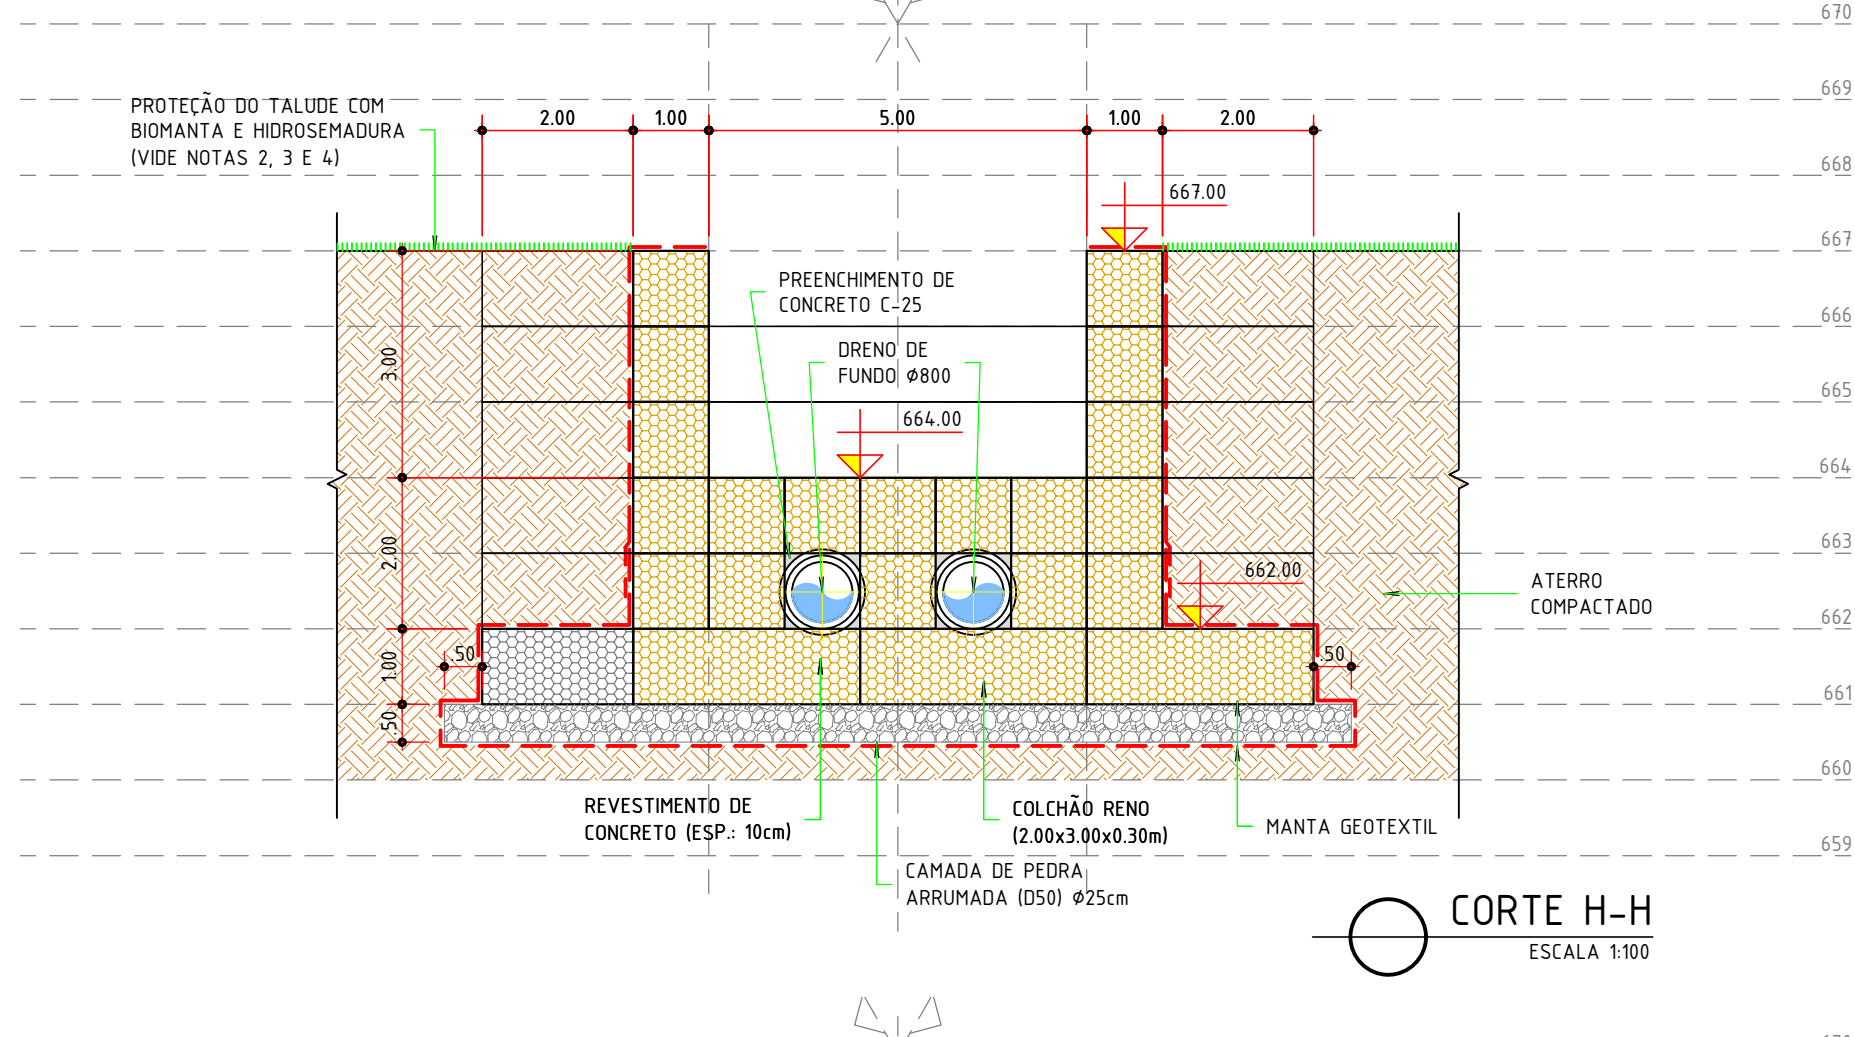 670
PROTEÇÃO DO TALUDE COM
BIOMANTA E HIDROSEMADURA
(VIDE NOTAS 2, 3 E 4)
669
2.00
1.00
5.00
1.00
2.00
668
667.00
667
PREENCHIMENTO DE
CONCRETO C-25
666
DRENO DE
FUNDO Ø800
3.00
665
664.00
664
2.00
663
662.00
ATERRO
COMPACTADO
662
1.00
.50
.50
661
.50
660
REVESTIMENTO DE
CONCRETO (ESP.: 10cm)
COLCHÃO RENO
(2.00x3.00x0.30m)
MANTA GEOTEXTIL
659
CAMADA DE PEDRA
ARRUMADA (D50) Ø25cm
CORTE H-H
ESCALA 1:100